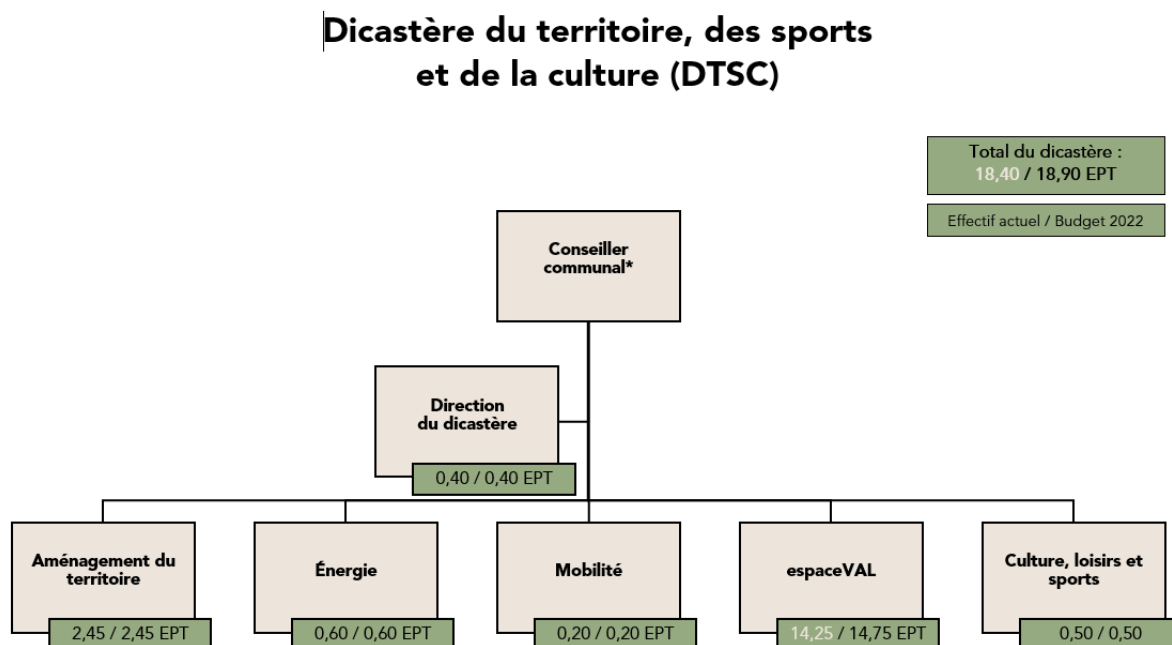 Dicastère du territoire, des sports
et de la culture (DTSC)
Total du dicastère :
18,40 / 18,90 EPT
Effectif actuel / Budget 2022
Conseiller
communal*
Direction
du dicastère
0,40 / 0,40 EPT
Aménagement du
territoire
2,45 / 2,45 EPT
Énergie
0,60 / 0,60 EPT
Mobilité
0,20 / 0,20 EPT
espaceVAL
14,25 / 14,75 EPT
Culture, loisirs et
sports
0,50 / 0,50